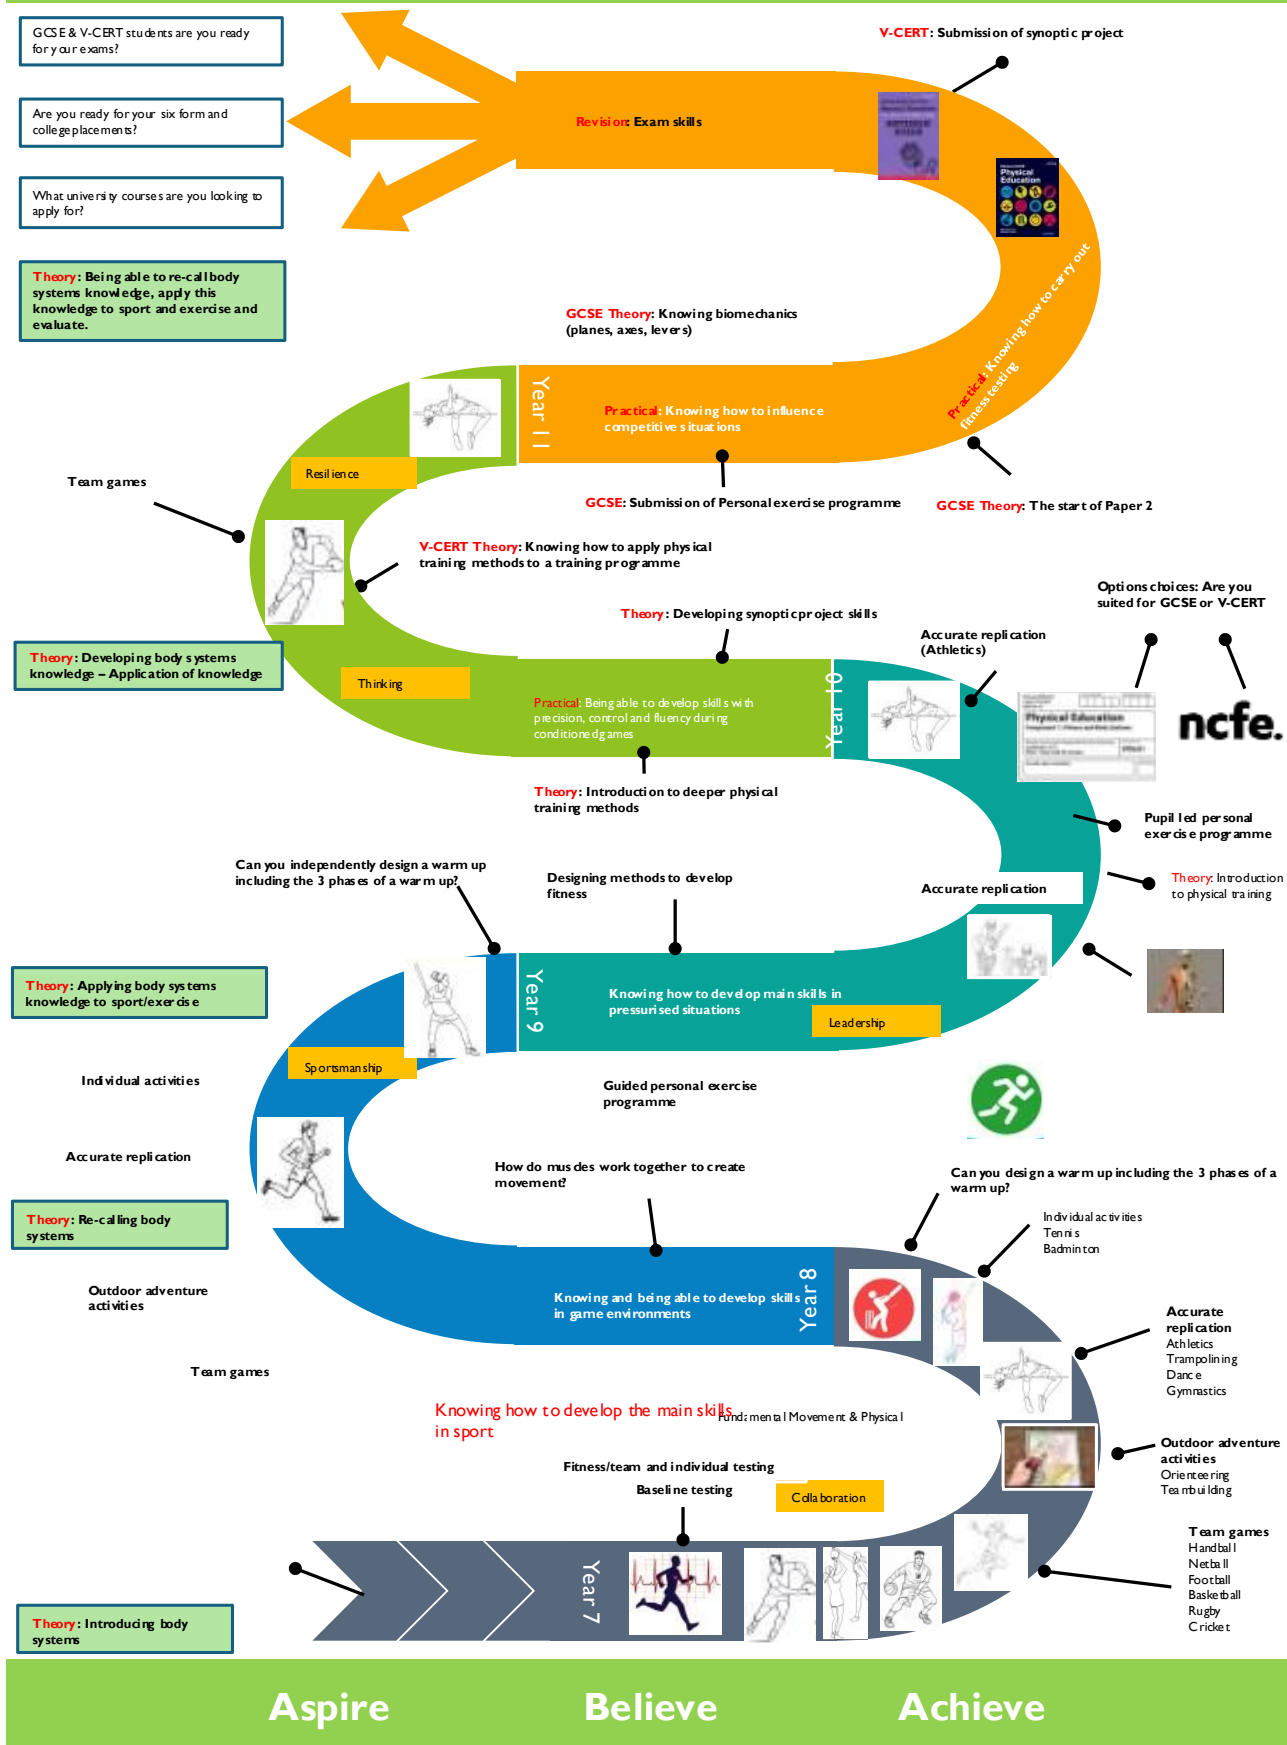 GCSE & V-CERT students are you ready
for your exams?
V-CERT: Submission of synoptic project
Are you ready for your six form and
college placements?
Revision: Exam skills
What university courses are you looking to
apply for?
Physical
Education
Theory: Being able to re-call body
systems knowledge, apply this
knowledge to sport and exercise and
evaluate.
Practical: Knowing how to carry out
fitness testing
GCSE Theory: Knowing biomechanics
(planes, axes, levers)
Year 11
Practical: Knowing how to influence
competitive situations
Resilience
Team games
GCSE: Submission of Personal exercise programme
GCSE Theory: The start of Paper 2
V-CERT Theory: Knowing how to apply physical
training methods to a training programme
Options choices: Are you
suited for GCSE or V-CERT
Theory: Developing synoptic project skills
Accurate replication
(Athletics)
Theory: Developing body systems
knowledge – Application of knowledge
Thinking
Practical: Being able to develop skills with
precision, control and fluency during
conditioned games
Year 10
Physical Education
ncfe.
Theory: Introduction to deeper physical
training methods
Pupil led personal
exercise programme
Can you independently design a warm up
including the 3 phases of a warm up?
Designing methods to develop
fitness
Accurate replication
Theory: Introduction
to physical training
Theory: Applying body systems
knowledge to sport/exercise
Year 9
Knowing how to develop main skills in
pressurised situations
Leadership
Sportsmanship
Individual activities
Guided personal exercise
programme
Accurate replication
How do muscles work together to create
movement?
Can you design a warm up including the 3 phases of a
warm up?
Theory: Re-calling body
systems
Individual activities
Tennis
Badminton
Outdoor adventure
activities
Knowing and being able to develop skills
in game environments
Year 8
Accurate
replication
Athletics
Trampolining
Dance
Gymnastics
Team games
Knowing how to develop the main skills
in sport
Fundamental Movement & Physical
Outdoor adventure
activities
Orienteering
Teambuilding
Fitness/team and individual testing
Baseline testing
Collaboration
Team games
Handball
Netball
Football
Basketball
Rugby
Cricket
Year 7
Theory: Introducing body
systems
Aspire Believe Achieve